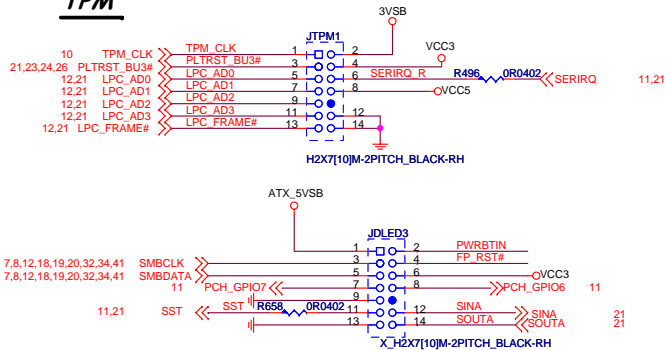 TPM
3VSB
JTPM1
VCC3
10 TPM_CLK TPM_CLK 1 2
21,23,24,26 PLTRST_BU3# PLTRST_BU3# 3 4
12,21 LPC_AD0 LPC_AD0 5 6 SERIRQ_R R496 0R0402 SERIRQ 11,21
12,21 LPC_AD1 LPC_AD1 7 8 VCC5
12,21 LPC_AD2 LPC_AD2 9
12,21 LPC_AD3 LPC_AD3 11 12
12,21 LPC_FRAME# LPC_FRAME# 13 14
H2X7[10]M-2PITCH_BLACK-RH
ATX_5VSB
JDLED3
1 2 PWRBTIN
7,8,12,18,19,20,32,34,41 SMBCLK 3 4 FP_RST#
7,8,12,18,19,20,32,34,41 SMBDATA 5 6 VCC3
11 PCH_GPIO7 7 8 PCH_GPIO6 11
9
11,21 SST SST R658 0R0402 11 12 SINA SINA 21
13 14 SOUTA SOUTA 21
X_H2X7[10]M-2PITCH_BLACK-RH